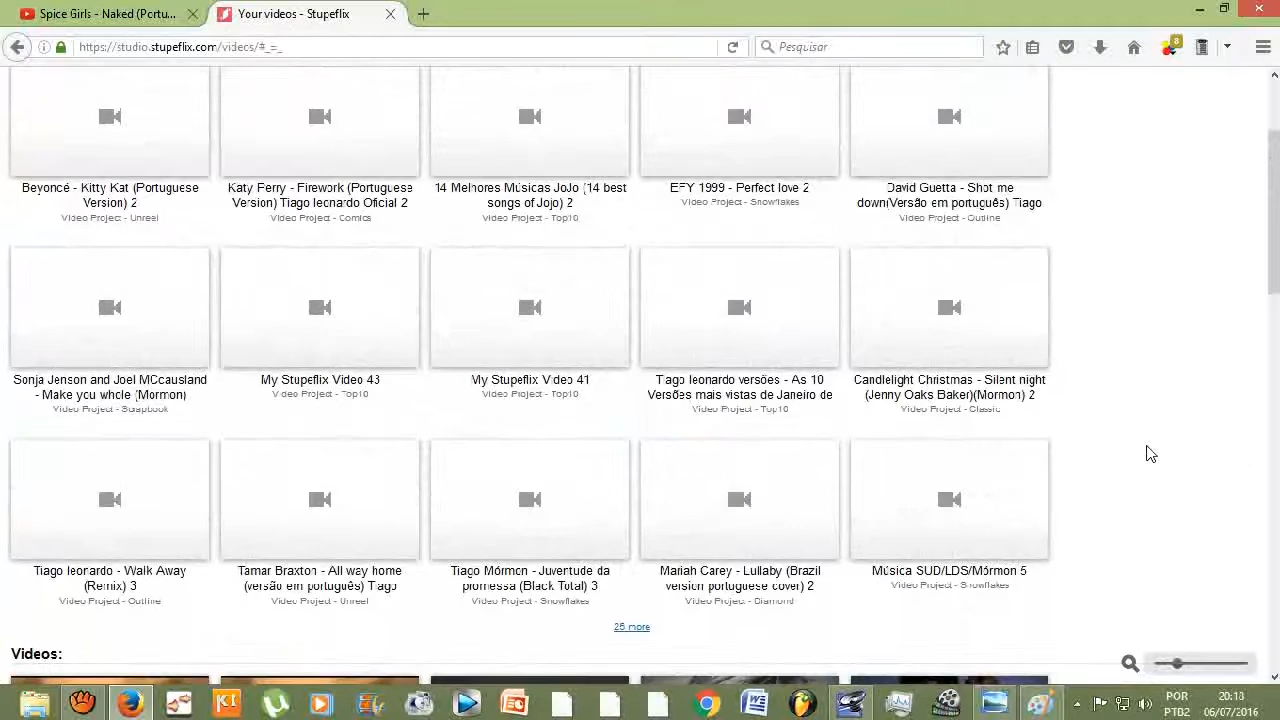 Spice Girls - Naked (Portu...
Your videos - Stupeflix
https://studio.stupeflix.com/videos/#_=_
Pesquisar
8
Beyoncé - Kitty Kat (Portuguese
Version) 2
Video Project - Unreel
Katy Perry - Firework (Portuguese
Version) Tiago leonardo Oficial 2
Video Project - Comics
14 Melhores Músicas JoJo (14 best
songs of Jojo) 2
Video Project - Top10
EFY 1999 - Perfect love 2
Video Project - Snowflakes
David Guetta - Shot me
down(Versão em português) Tiago
Video Project - Outline
Sonja Jenson and Joel MCcausland
- Make you whole (Mormon)
Video Project - Scrapbook
My Stupeflix Video 43
Video Project - Top10
My Stupeflix Video 41
Video Project - Top10
Tiago leonardo versões - As 10
Versões mais vistas de Janeiro de
Video Project - Top10
Candlelight Christmas - Silent night
(Jenny Oaks Baker)(Mormon) 2
Video Project - Classic
Tiago leonardo - Walk Away
(Remix) 3
Video Project - Outline
Tamar Braxton - All way home
(versão em português) Tiago
Video Project - Unreel
Tiago Mórmon - Juventude da
promessa (Black Total) 3
Video Project - Snowflakes
Mariah Carey - Lullaby (Brazil
version portuguese cover) 2
Video Project - Diamond
Música SUD/LDS/Mórmon 5
Video Project - Snowflakes
25 more
Videos:
POR
PTB2
20:18
06/07/2016